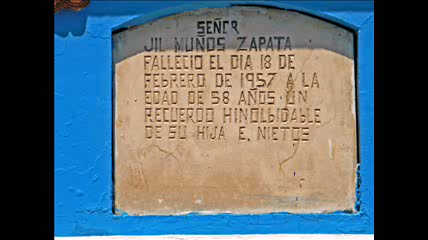 SEÑOR
JIL MUÑOS ZAPATA
FALLECIO EL DIA 18 DE
FEBRERO DE 1957 A LA
EDAD DE 58 AÑOS UN
RECUERDO HINOLBIDABLE
DE SU HIJA E. NIETOS